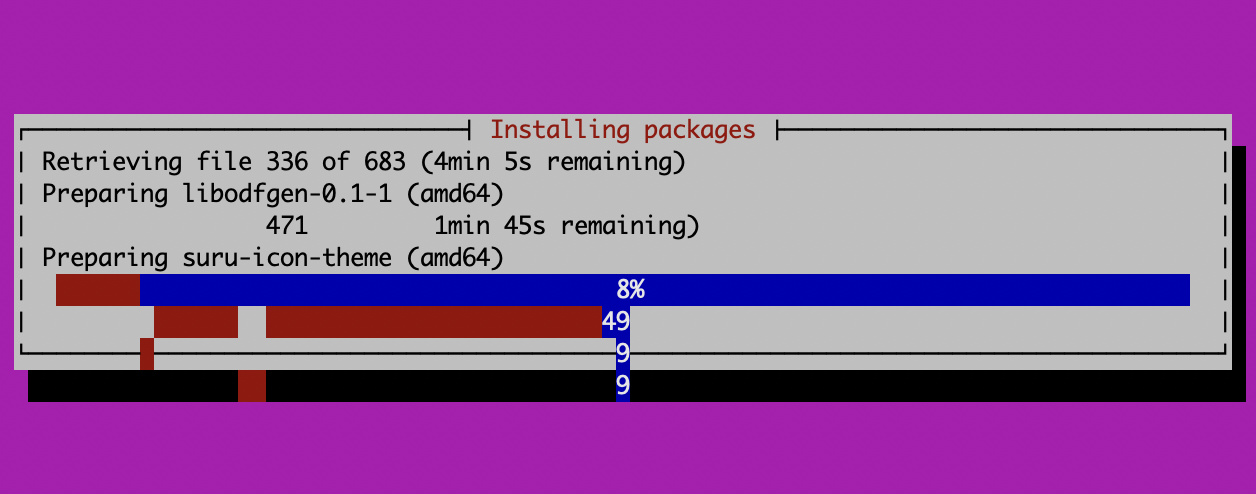 Installing packages
Retrieving file 336 of 683 (4min 5s remaining)
Preparing libodfgen-0.1-1 (amd64)
471 1min 45s remaining)
Preparing suru-icon-theme (amd64)
8%
49
9
9